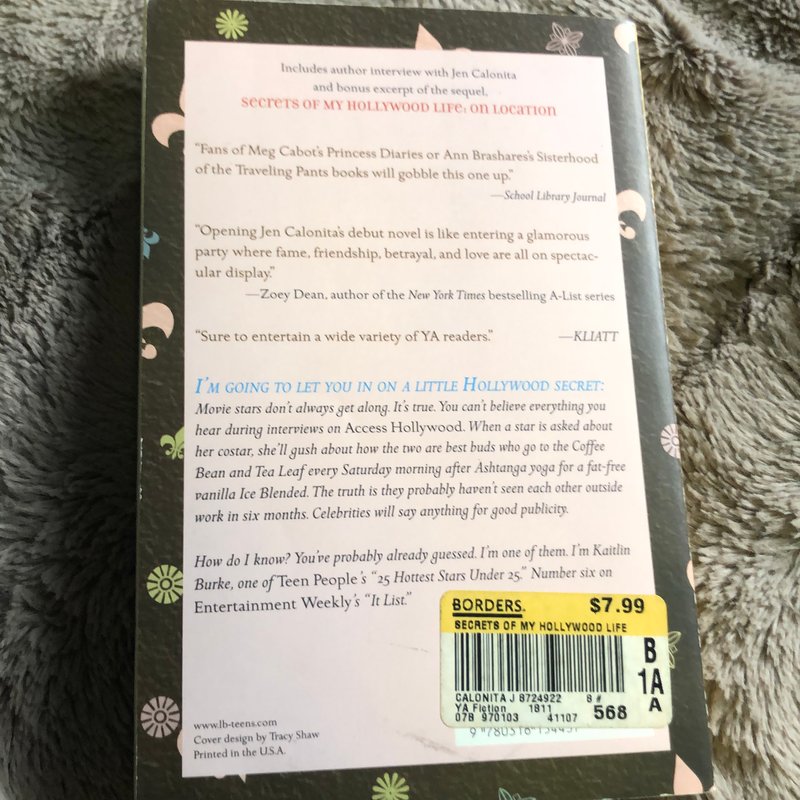 Includes author interview with Jen Calonita
and bonus excerpt of the sequel,
SECRETS OF MY HOLLYWOOD LIFE: ON LOCATION
“Fans of Meg Cabot’s Princess Diaries or Ann Brashares’s Sisterhood
of the Traveling Pants books will gobble this one up.”
—School Library Journal
“Opening Jen Calonita’s debut novel is like entering a glamorous
party where fame, friendship, betrayal, and love are all on spectac-
ular display.”
—Zoey Dean, author of the New York Times bestselling A-List series
“Sure to entertain a wide variety of YA readers.” —KLIATT
I’M GOING TO LET YOU IN ON A LITTLE HOLLYWOOD SECRET:
Movie stars don’t always get along. It’s true. You can’t believe everything you
hear during interviews on Access Hollywood. When a star is asked about
her costar, she’ll gush about how the two are best buds who go to the Coffee
Bean and Tea Leaf every Saturday morning after Ashtanga yoga for a fat-free
vanilla Ice Blended. The truth is they probably haven’t seen each other outside
work in six months. Celebrities will say anything for good publicity.
How do I know? You’ve probably already guessed. I’m one of them. I’m Kaitlin
Burke, one of Teen People’s “25 Hottest Stars Under 25.” Number six on
Entertainment Weekly’s “It List.”
BORDERS. $7.99
SECRETS OF MY HOLLYWOOD LIFE
B
1A
A
CALONITA J 8724922 8 #
YA Fiction 1811
07B 970103 41107 568
www.lb-teens.com
Cover design by Tracy Shaw
Printed in the U.S.A.